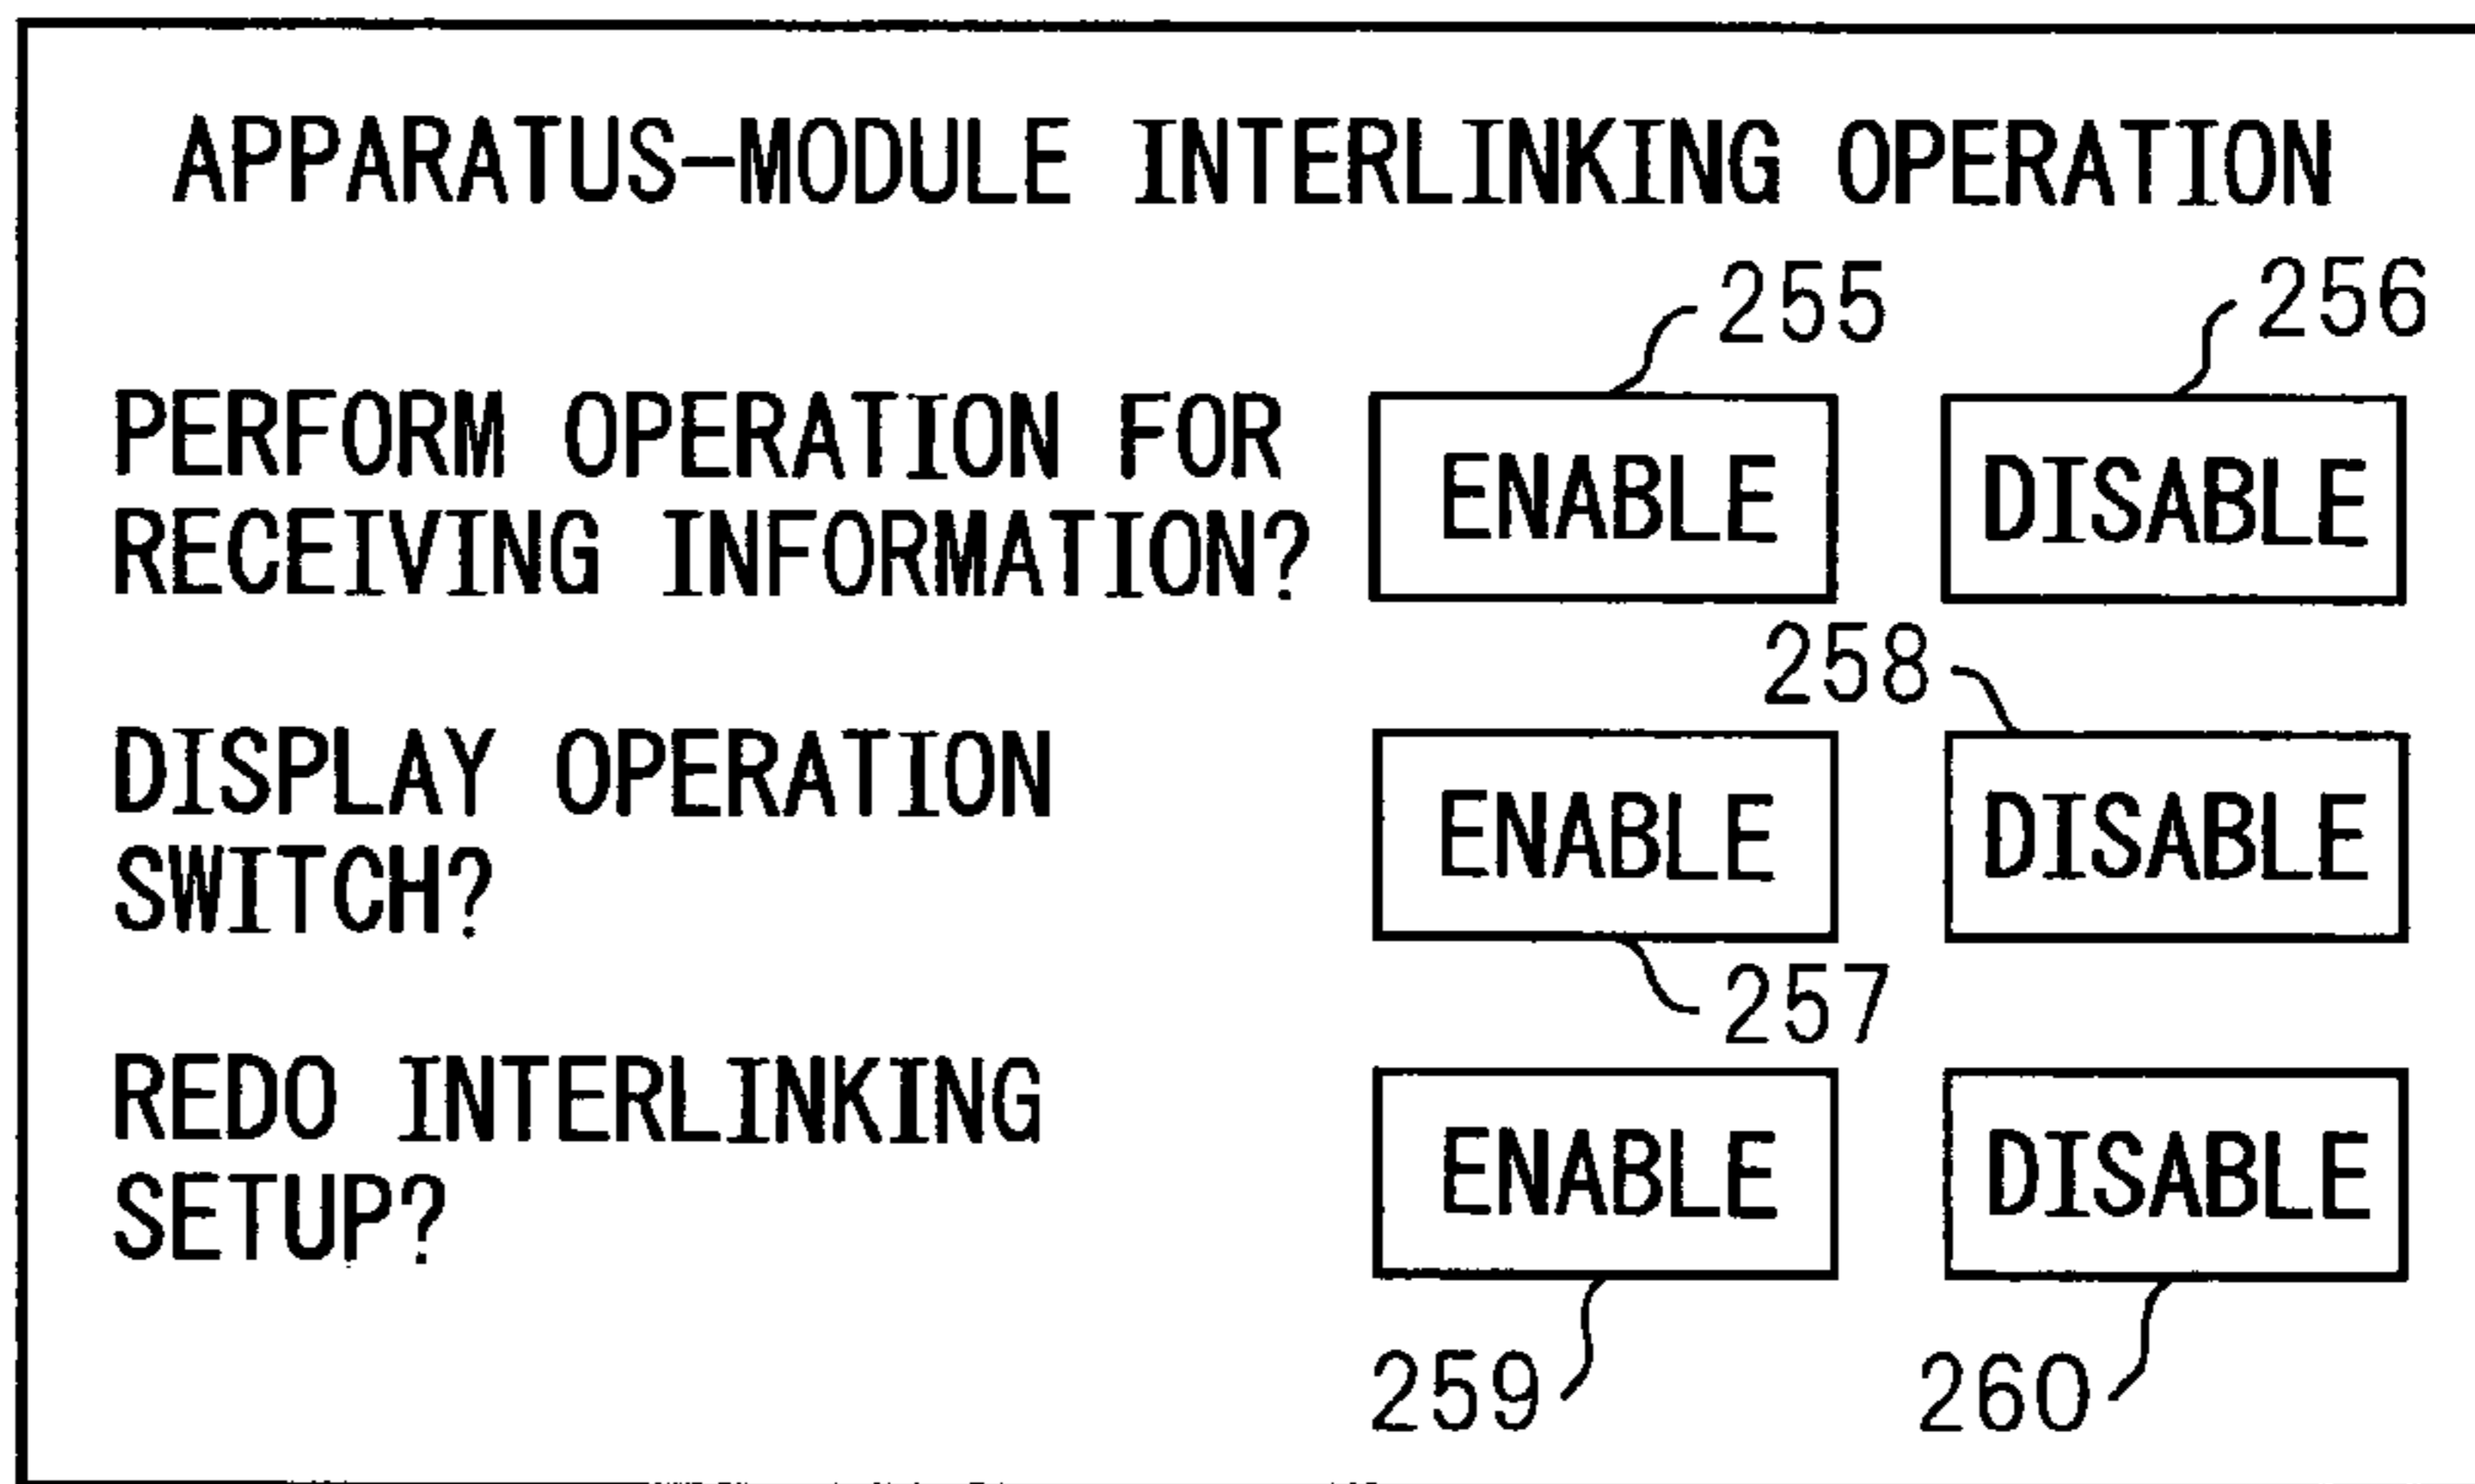 APPARATUS-MODULE INTERLINKING OPERATION
255 256
PERFORM OPERATION FOR
RECEIVING INFORMATION?
ENABLE DISABLE
258
DISPLAY OPERATION
SWITCH?
ENABLE DISABLE
257
REDO INTERLINKING
SETUP?
ENABLE DISABLE
259 260